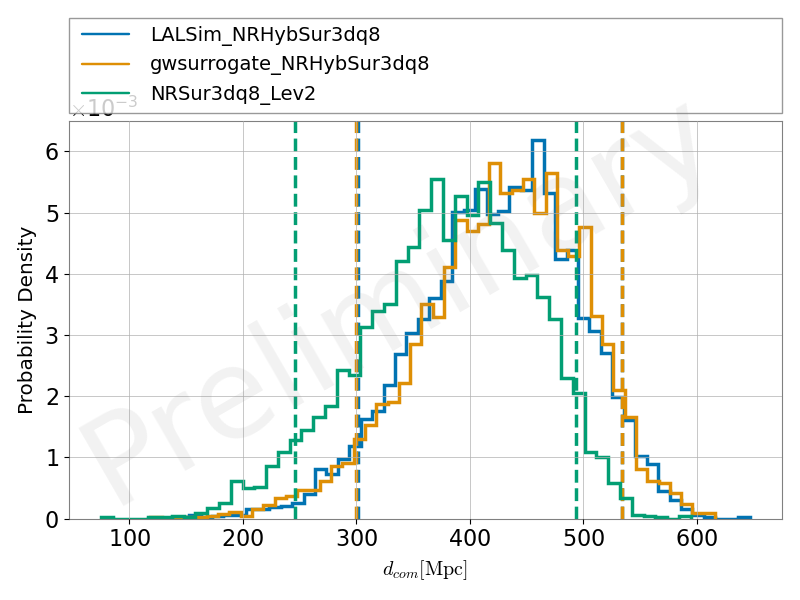 LALSim_NRHybSur3dq8
gwsurrogate_NRHybSur3dq8
NRSur3dq8_Lev2
×10⁻³
6
5
4
3
2
1
0
Probability Density
Preliminary
100 200 300 400 500 600
d_com[Mpc]